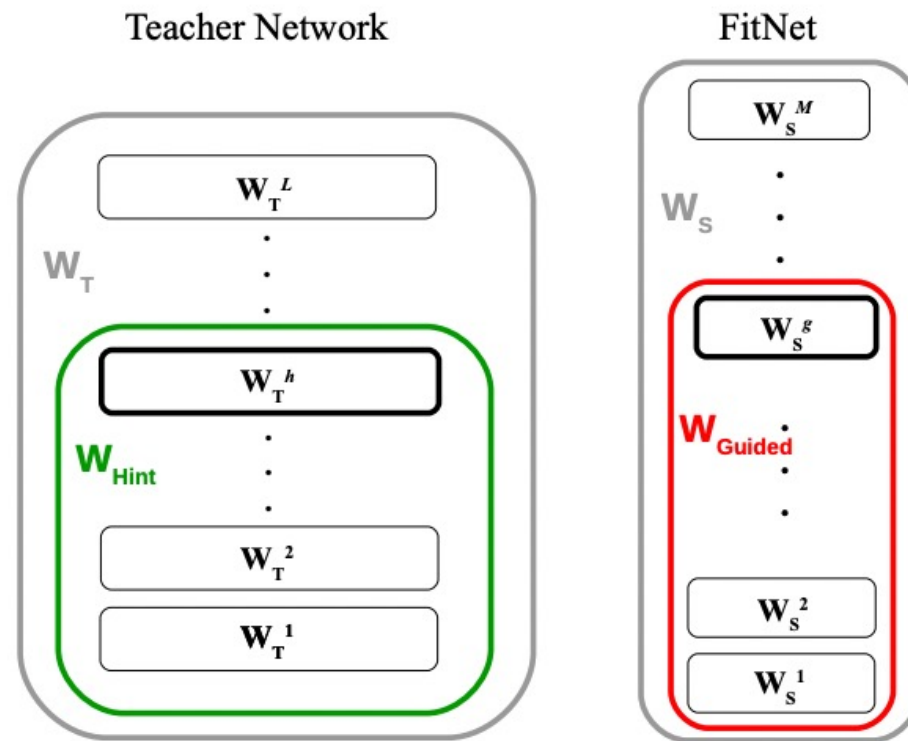 Teacher Network
W_T^L
W_T
W_T^h
W_Hint
W_T^2
W_T^1
FitNet
W_S^M
W_S
W_S^g
W_Guided
W_S^2
W_S^1